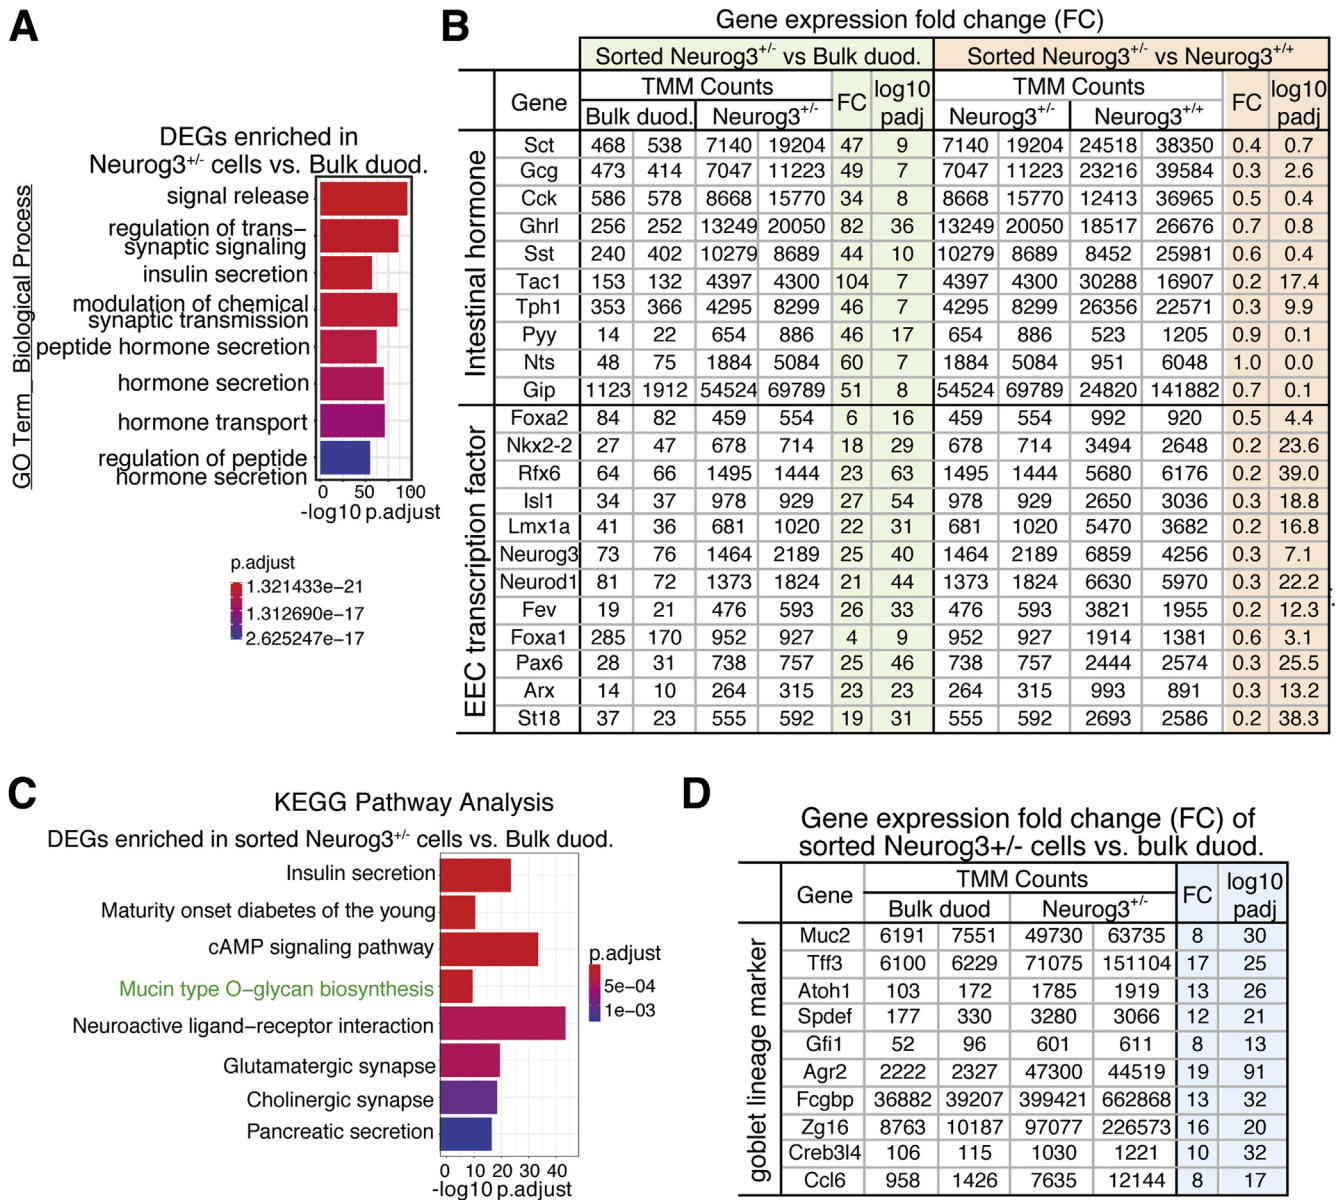 A
DEGs enriched in
Neurog3+/- cells vs. Bulk duod.
GO Term_ Biological Process
signal release
regulation of trans−
synaptic signaling
insulin secretion
modulation of chemical
synaptic transmission
peptide hormone secretion
hormone secretion
hormone transport
regulation of peptide
hormone secretion
0 50 100
-log10 p.adjust
p.adjust
1.321433e−21
1.312690e−17
2.625247e−17
B
Gene expression fold change (FC)
Sorted Neurog3+/- vs Bulk duod. Sorted Neurog3+/- vs Neurog3+/+
Gene TMM Counts FC log10 padj TMM Counts FC log10 padj
Bulk duod. Neurog3+/- Neurog3+/- Neurog3+/+
Intestinal hormone
Sct 468 538 7140 19204 47 9 7140 19204 24518 38350 0.4 0.7
Gcg 473 414 7047 11223 49 7 7047 11223 23216 39584 0.3 2.6
Cck 586 578 8668 15770 34 8 8668 15770 12413 36965 0.5 0.4
Ghrl 256 252 13249 20050 82 36 13249 20050 18517 26676 0.7 0.8
Sst 240 402 10279 8689 44 10 10279 8689 8452 25981 0.6 0.4
Tac1 153 132 4397 4300 104 7 4397 4300 30288 16907 0.2 17.4
Tph1 353 366 4295 8299 46 7 4295 8299 26356 22571 0.3 9.9
Pyy 14 22 654 886 46 17 654 886 523 1205 0.9 0.1
Nts 48 75 1884 5084 60 7 1884 5084 951 6048 1.0 0.0
Gip 1123 1912 54524 69789 51 8 54524 69789 24820 141882 0.7 0.1
EEC transcription factor
Foxa2 84 82 459 554 6 16 459 554 992 920 0.5 4.4
Nkx2-2 27 47 678 714 18 29 678 714 3494 2648 0.2 23.6
Rfx6 64 66 1495 1444 23 63 1495 1444 5680 6176 0.2 39.0
Isl1 34 37 978 929 27 54 978 929 2650 3036 0.3 18.8
Lmx1a 41 36 681 1020 22 31 681 1020 5470 3682 0.2 16.8
Neurog3 73 76 1464 2189 25 40 1464 2189 6859 4256 0.3 7.1
Neurod1 81 72 1373 1824 21 44 1373 1824 6630 5970 0.3 22.2
Fev 19 21 476 593 26 33 476 593 3821 1955 0.2 12.3
Foxa1 285 170 952 927 4 9 952 927 1914 1381 0.6 3.1
Pax6 28 31 738 757 25 46 738 757 2444 2574 0.3 25.5
Arx 14 10 264 315 23 23 264 315 993 891 0.3 13.2
St18 37 23 555 592 19 31 555 592 2693 2586 0.2 38.3
C
KEGG Pathway Analysis
DEGs enriched in sorted Neurog3+/- cells vs. Bulk duod.
Insulin secretion
Maturity onset diabetes of the young
cAMP signaling pathway
Mucin type O−glycan biosynthesis
Neuroactive ligand−receptor interaction
Glutamatergic synapse
Cholinergic synapse
Pancreatic secretion
0 10 20 30 40
-log10 p.adjust
p.adjust
5e−04
1e−03
D
Gene expression fold change (FC) of
sorted Neurog3+/- cells vs. bulk duod.
Gene TMM Counts FC log10 padj
Bulk duod Neurog3+/-
goblet lineage marker
Muc2 6191 7551 49730 63735 8 30
Tff3 6100 6229 71075 151104 17 25
Atoh1 103 172 1785 1919 13 26
Spdef 177 330 3280 3066 12 21
Gfi1 52 96 601 611 8 13
Agr2 2222 2327 47300 44519 19 91
Fcgbp 36882 39207 399421 662868 13 32
Zg16 8763 10187 97077 226573 16 20
Creb3l4 106 115 1030 1221 10 32
Ccl6 958 1426 7635 12144 8 17